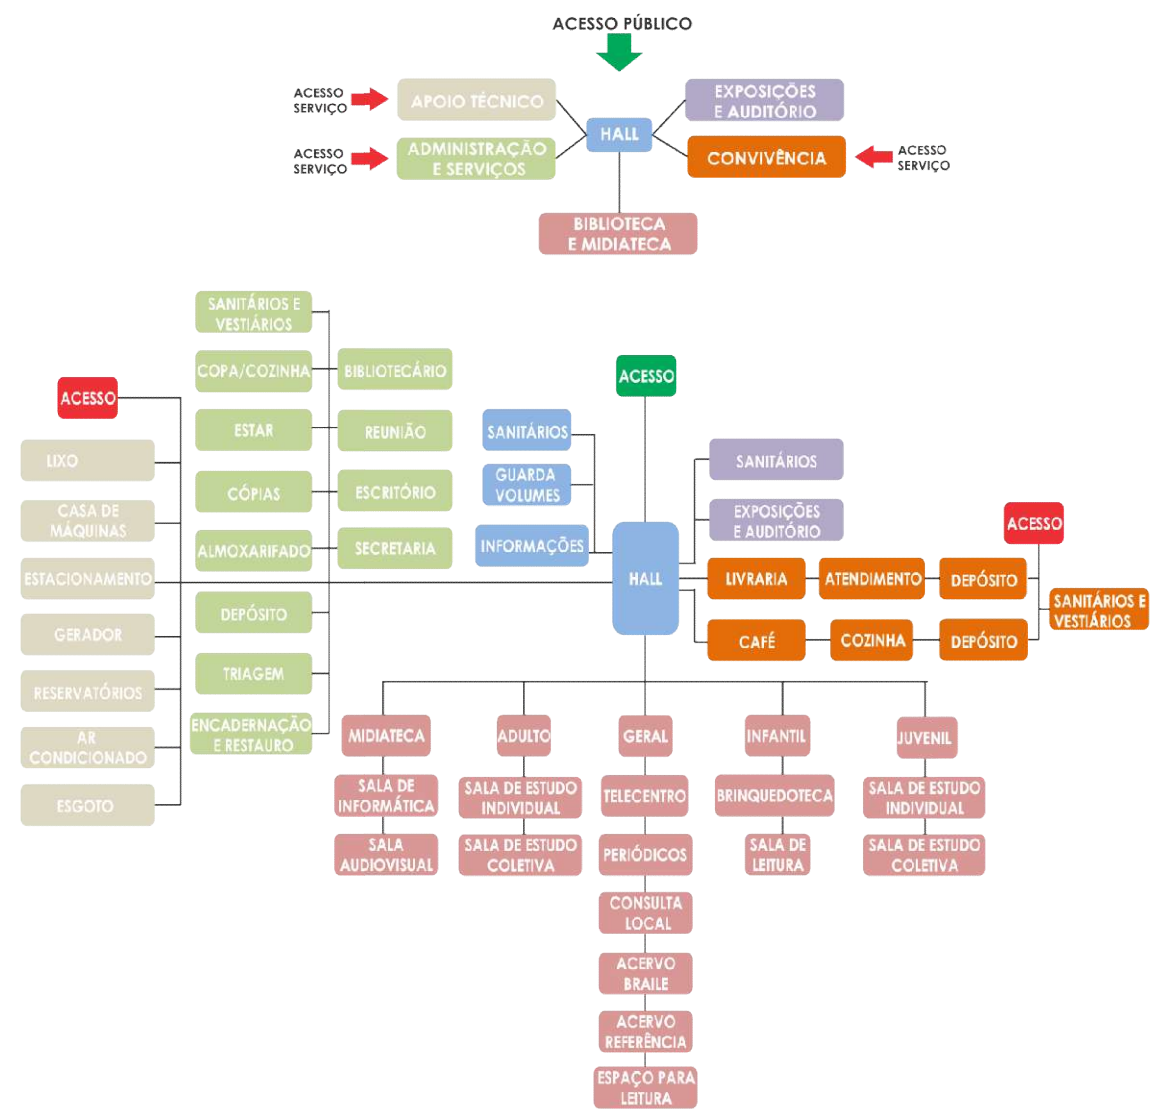 ACESSO PÚBLICO
ACESSO
SERVIÇO
APOIO TÉCNICO
EXPOSIÇÕES
E AUDITÓRIO
HALL
ACESSO
SERVIÇO
ADMINISTRAÇÃO
E SERVIÇOS
CONVIVÊNCIA
ACESSO
SERVIÇO
BIBLIOTECA
E MIDIATECA
SANITÁRIOS E
VESTIÁRIOS
COPA/COZINHA
BIBLIOTECÁRIO
ACESSO
ACESSO
ESTAR
REUNIÃO
SANITÁRIOS
LIXO
SANITÁRIOS
CÓPIAS
ESCRITÓRIO
GUARDA
VOLUMES
CASA DE
MÁQUINAS
EXPOSIÇÕES
E AUDITÓRIO
ACESSO
ALMOXARIFADO
SECRETARIA
INFORMAÇÕES
ESTACIONAMENTO
HALL
LIVRARIA
ATENDIMENTO
DEPÓSITO
DEPÓSITO
SANITÁRIOS E
VESTIÁRIOS
GERADOR
CAFÉ
COZINHA
DEPÓSITO
TRIAGEM
RESERVATÓRIOS
ENCADERNAÇÃO
E RESTAURO
AR
CONDICIONADO
ESGOTO
MIDIATECA
ADULTO
GERAL
INFANTIL
JUVENIL
SALA DE
INFORMÁTICA
SALA DE ESTUDO
INDIVIDUAL
TELECENTRO
BRINQUEDOTECA
SALA DE ESTUDO
INDIVIDUAL
SALA
AUDIOVISUAL
SALA DE ESTUDO
COLETIVA
PERIÓDICOS
SALA DE
LEITURA
SALA DE ESTUDO
COLETIVA
CONSULTA
LOCAL
ACERVO
BRAILE
ACERVO
REFERÊNCIA
ESPAÇO PARA
LEITURA